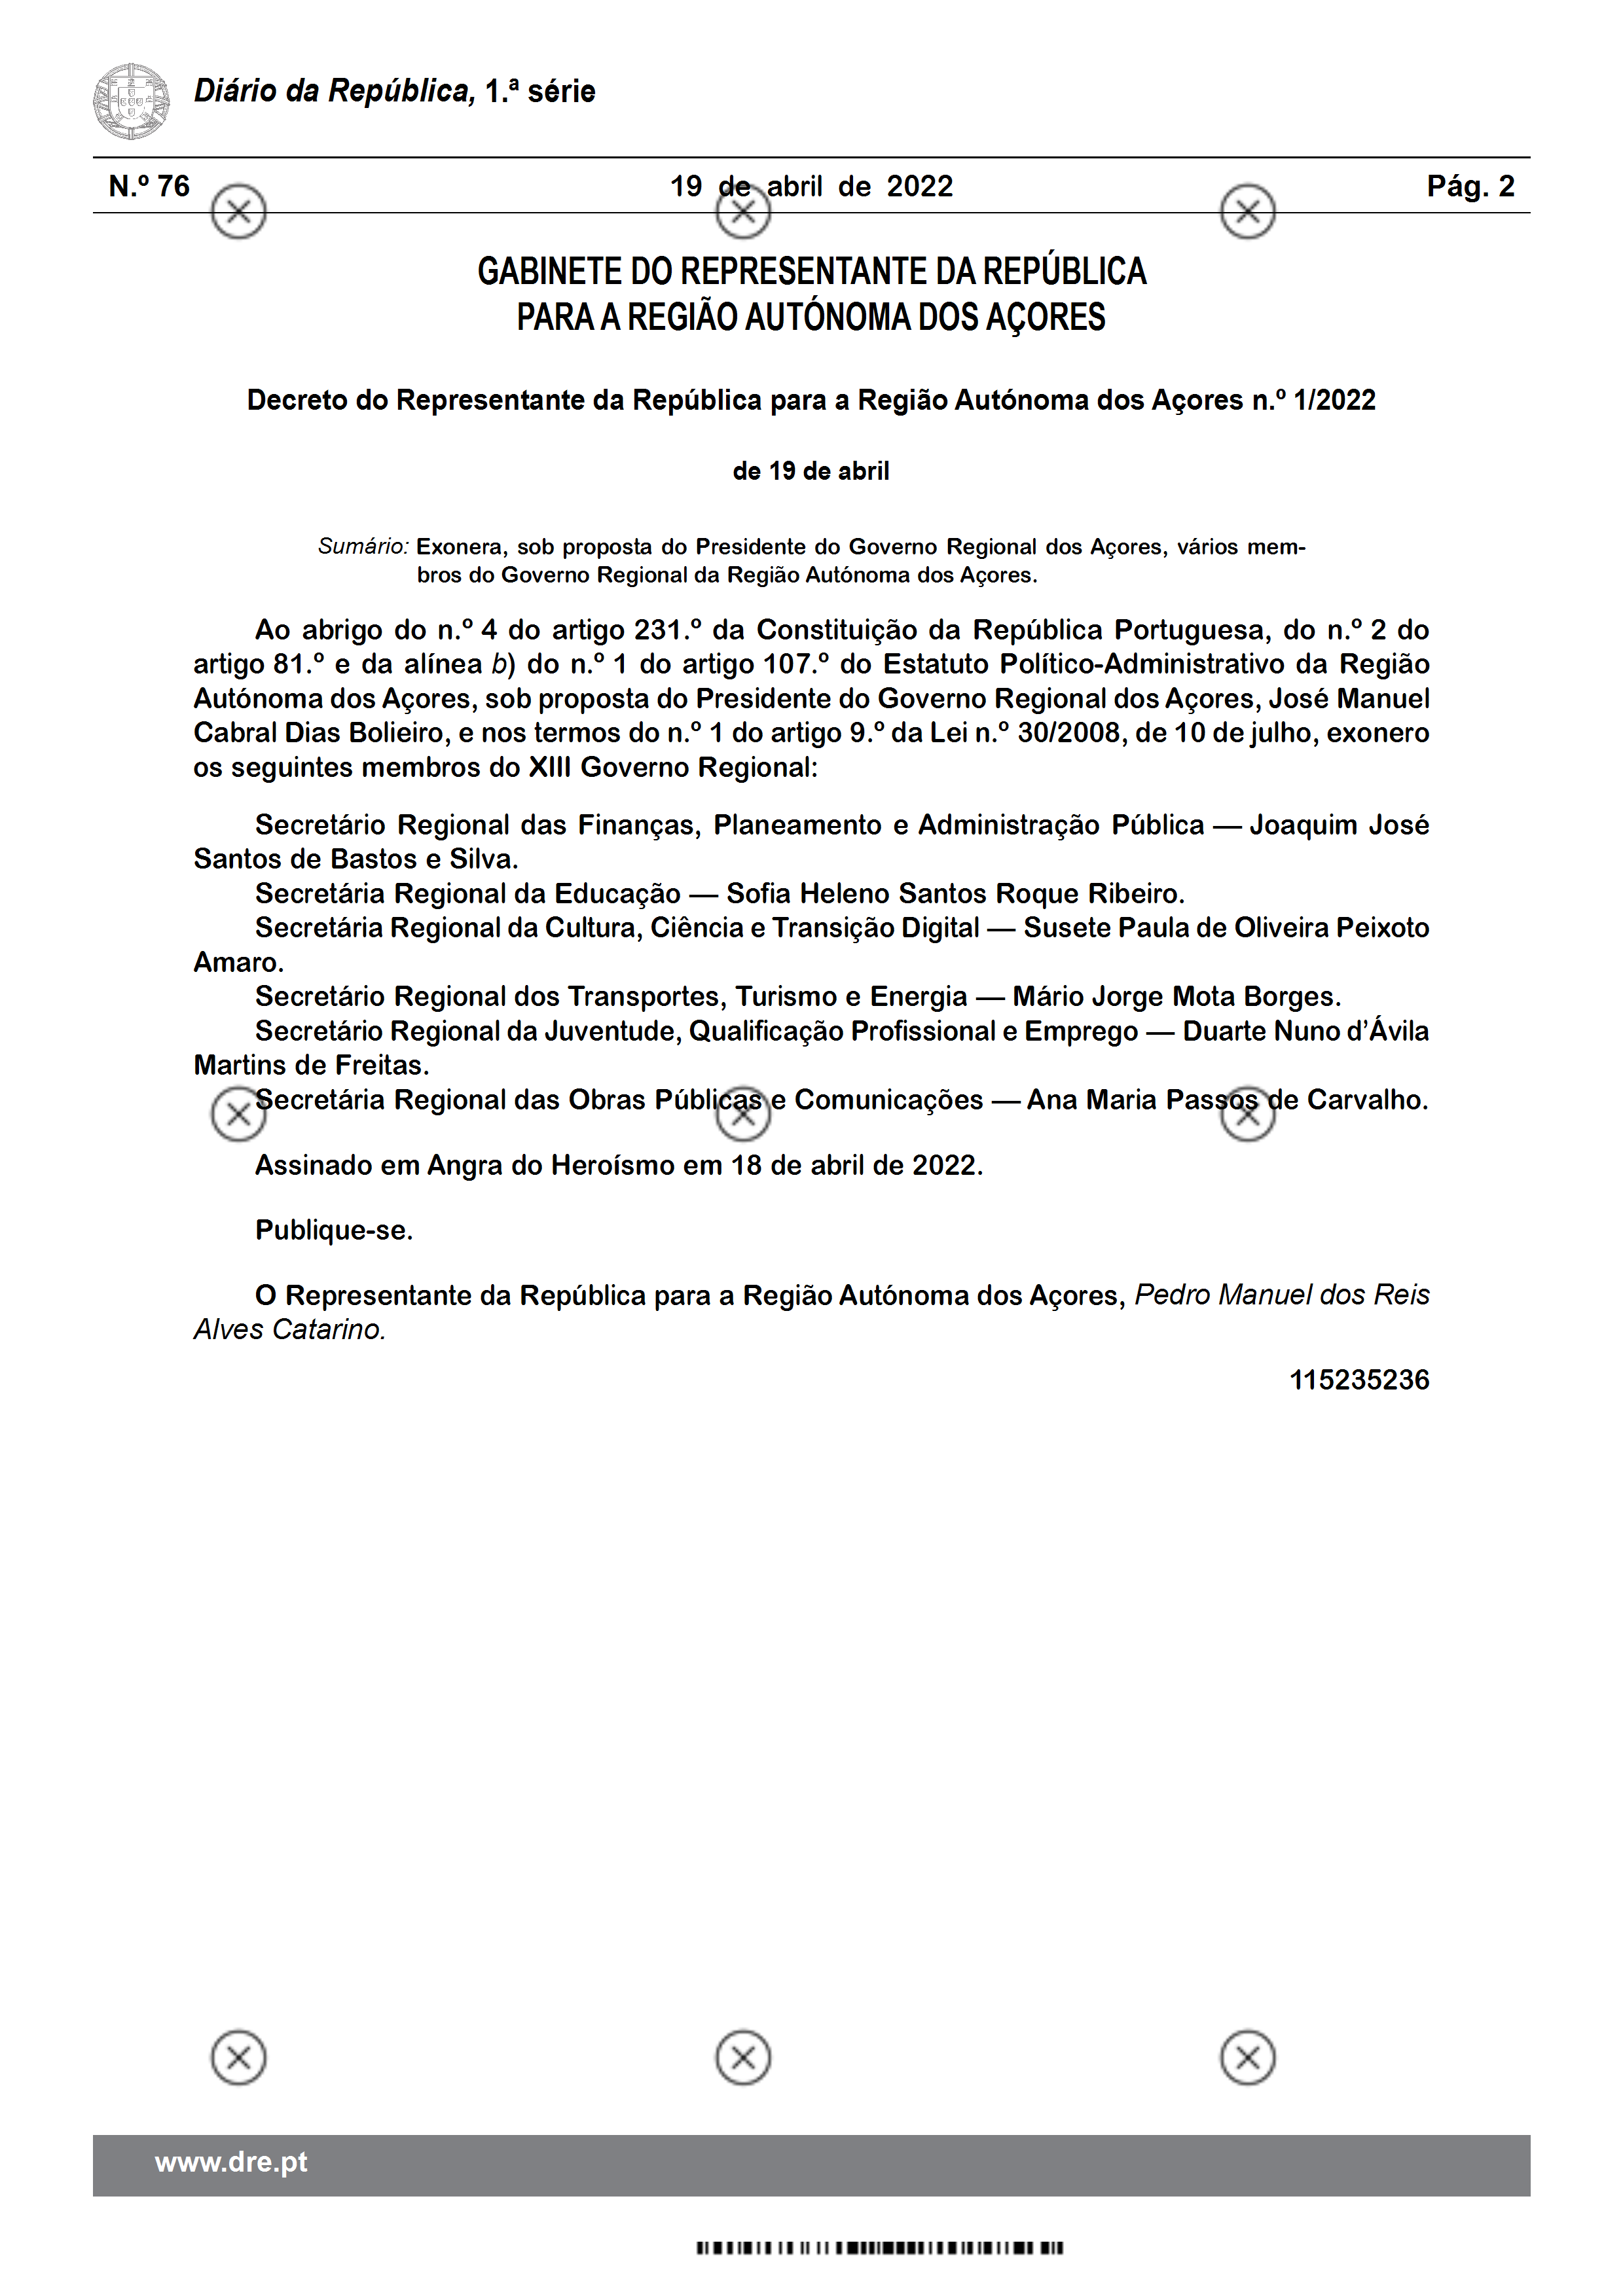 Diário da República, 1.ª série
N.º 76
19 de abril de 2022
Pág. 2
GABINETE DO REPRESENTANTE DA REPÚBLICA
PARA A REGIÃO AUTÓNOMA DOS AÇORES
Decreto do Representante da República para a Região Autónoma dos Açores n.º 1/2022
de 19 de abril
Sumário: Exonera, sob proposta do Presidente do Governo Regional dos Açores, vários mem-
bros do Governo Regional da Região Autónoma dos Açores.
Ao abrigo do n.º 4 do artigo 231.º da Constituição da República Portuguesa, do n.º 2 do
artigo 81.º e da alínea b) do n.º 1 do artigo 107.º do Estatuto Político-Administrativo da Região
Autónoma dos Açores, sob proposta do Presidente do Governo Regional dos Açores, José Manuel
Cabral Dias Bolieiro, e nos termos do n.º 1 do artigo 9.º da Lei n.º 30/2008, de 10 de julho, exonero
os seguintes membros do XIII Governo Regional:
Secretário Regional das Finanças, Planeamento e Administração Pública — Joaquim José
Santos de Bastos e Silva.
Secretária Regional da Educação — Sofia Heleno Santos Roque Ribeiro.
Secretária Regional da Cultura, Ciência e Transição Digital — Susete Paula de Oliveira Peixoto
Amaro.
Secretário Regional dos Transportes, Turismo e Energia — Mário Jorge Mota Borges.
Secretário Regional da Juventude, Qualificação Profissional e Emprego — Duarte Nuno d’Ávila
Martins de Freitas.
Secretária Regional das Obras Públicas e Comunicações — Ana Maria Passos de Carvalho.
Assinado em Angra do Heroísmo em 18 de abril de 2022.
Publique-se.
O Representante da República para a Região Autónoma dos Açores, Pedro Manuel dos Reis
Alves Catarino.
115235236
www.dre.pt